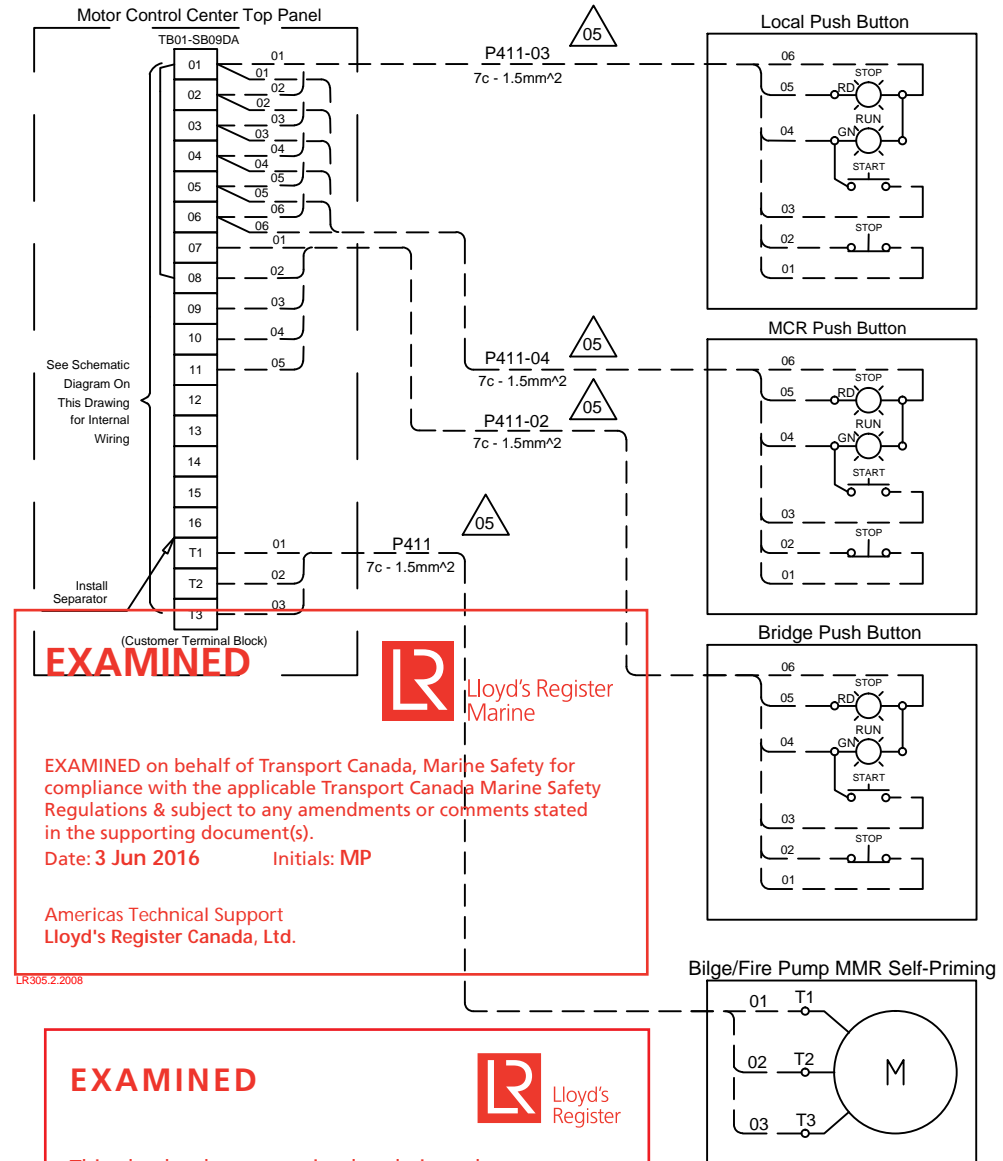 Motor Control Center Top Panel
TB01-SB09DA
01
02
03
04
05
06
07
08
09
10
11
12
13
14
15
16
T1
T2
T3
01
01
02
02
03
03
04
04
05
05
06
06
01
02
03
04
05
01
02
03
See Schematic
Diagram On
This Drawing
for Internal
Wiring
Install
Separator
(Customer Terminal Block)
P411-03
7c - 1.5mm^2
05
P411-04
7c - 1.5mm^2
05
P411-02
7c - 1.5mm^2
05
P411
7c - 1.5mm^2
05
Local Push Button
06
STOP
05
RD
RUN
04
GN
START
03
STOP
02
01
MCR Push Button
06
STOP
05
RD
RUN
04
GN
START
03
STOP
02
01
Bridge Push Button
06
STOP
05
RD
RUN
04
GN
START
03
STOP
02
01
Bilge/Fire Pump MMR Self-Priming
01 T1
02 T2
03 T3
M
EXAMINED
LR
Lloyd's Register
Marine
EXAMINED on behalf of Transport Canada, Marine Safety for
compliance with the applicable Transport Canada Marine Safety
Regulations & subject to any amendments or comments stated
in the supporting document(s).
Date: 3 Jun 2016 Initials: MP
Americas Technical Support
Lloyd's Register Canada, Ltd.
LR305.2.2008
EXAMINED
LR
Lloyd's
Register